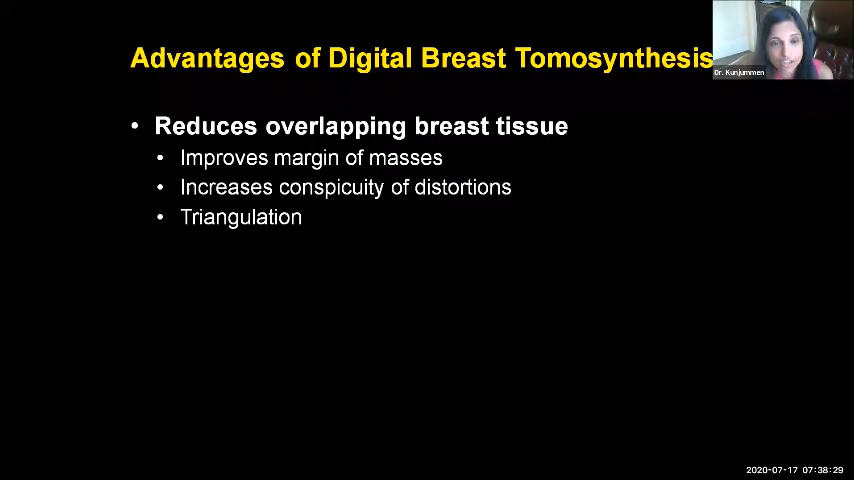 Advantages of Digital Breast Tomosynthesis
Dr. Kunjummen
• Reduces overlapping breast tissue
• Improves margin of masses
• Increases conspicuity of distortions
• Triangulation
2020-07-17 07:38:29